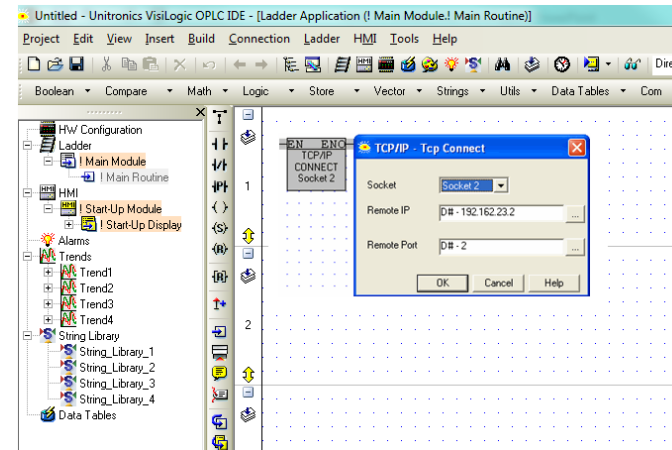 Untitled - Unitronics VisiLogic OPLC IDE - [Ladder Application (! Main Module.! Main Routine)]
Project Edit View Insert Build Connection Ladder HMI Tools Help
Dire
Boolean Compare Math Logic Store Vector Strings Utils Data Tables Com
HW Configuration
Ladder
! Main Module
! Main Routine
HMI
! Start-Up Module
! Start-Up Display
Alarms
Trends
Trend1
Trend2
Trend3
Trend4
String Library
String_Library_1
String_Library_2
String_Library_3
String_Library_4
Data Tables
1
2
EN ENO
TCP/IP
CONNECT
Socket 2
TCP/IP - Tcp Connect
Socket Socket 2
Remote IP D# - 192.162.23.2 ...
Remote Port D# - 2 ...
OK Cancel Help